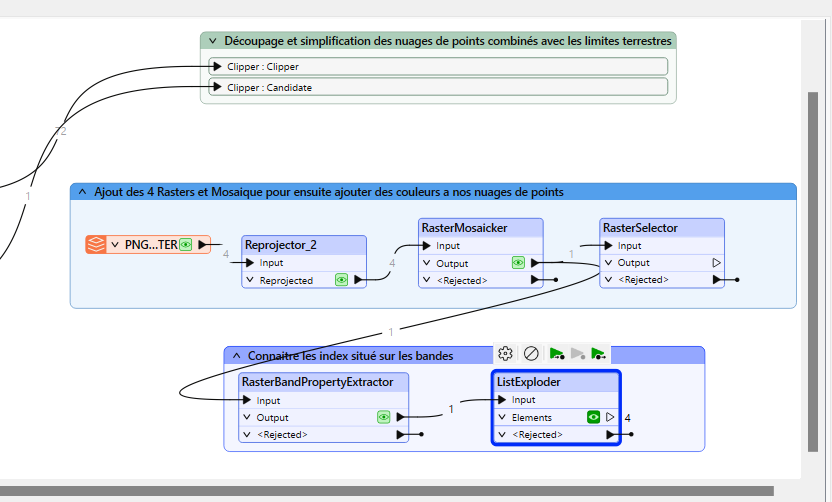 Découpage et simplification des nuages de points combinés avec les limites terrestres
Clipper : Clipper
Clipper : Candidate
72
1
Ajout des 4 Rasters et Mosaique pour ensuite ajouter des couleurs a nos nuages de points
PNG...TER
4
Reprojector_2
Input
Reprojected
4
RasterMosaicker
Input
Output
<Rejected>
1
RasterSelector
Input
Output
<Rejected>
1
Connaitre les index situé sur les bandes
RasterBandPropertyExtractor
Input
Output
<Rejected>
1
ListExploder
Input
Elements
4
<Rejected>